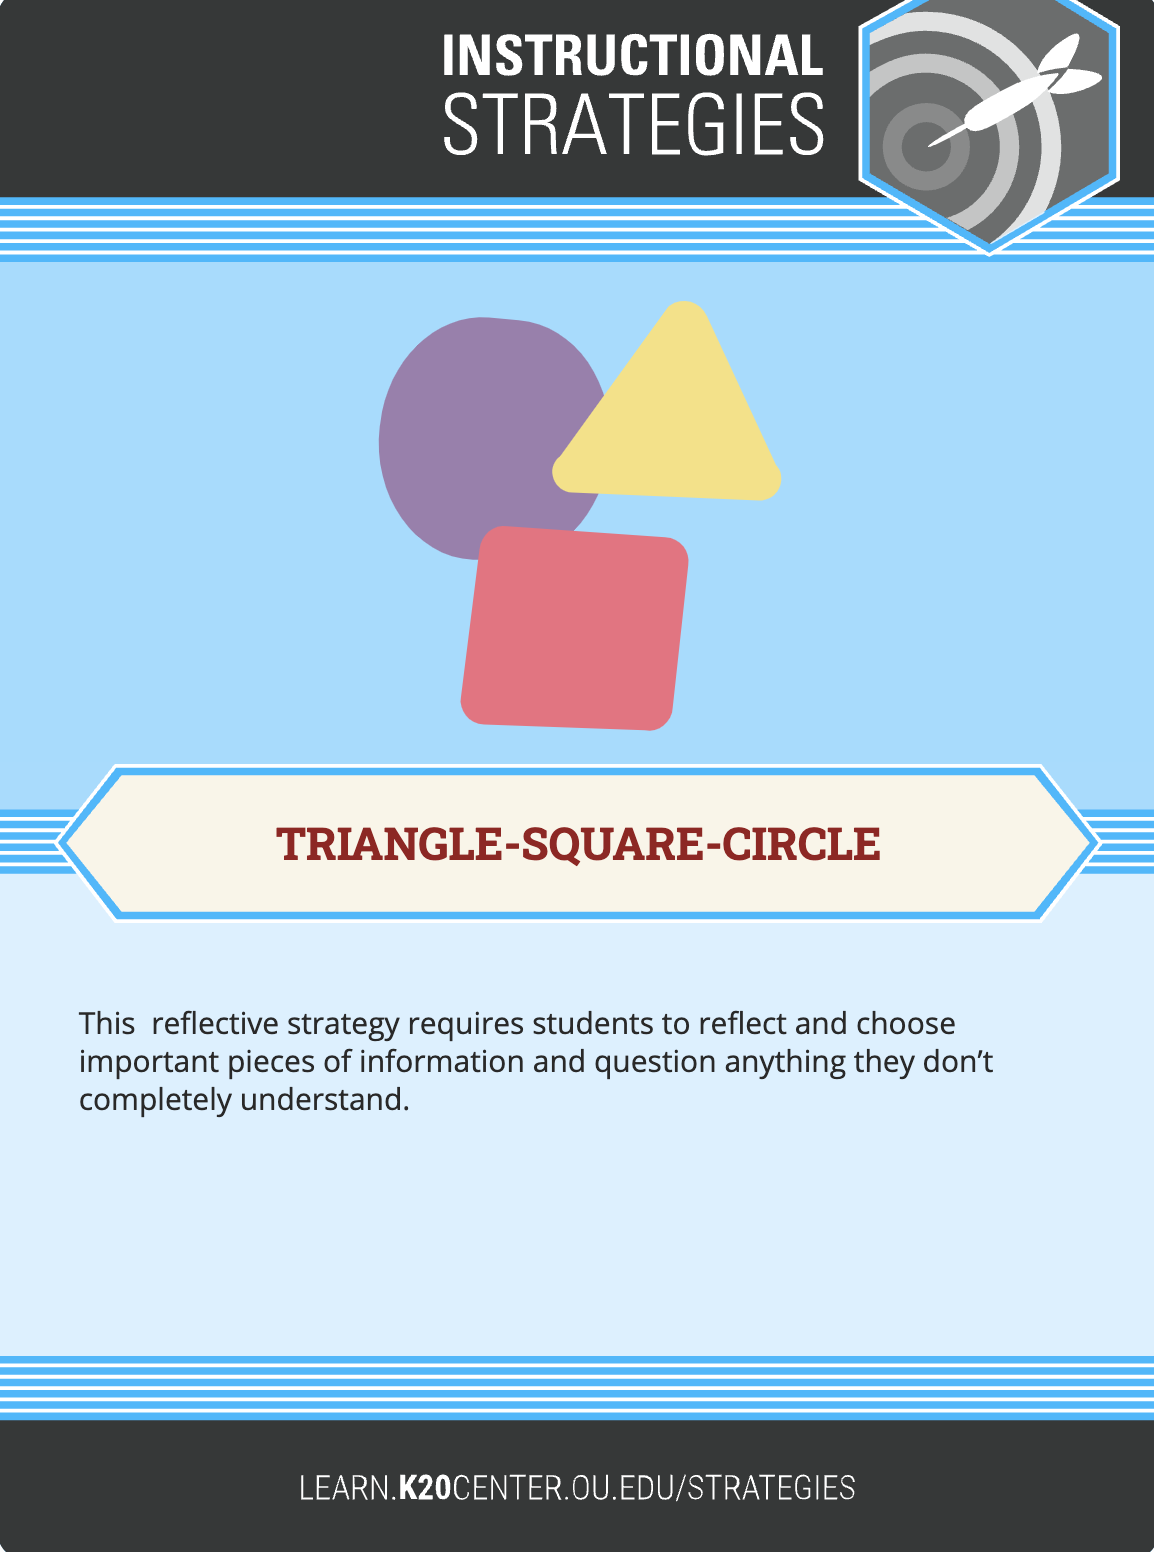 INSTRUCTIONAL
STRATEGIES
TRIANGLE-SQUARE-CIRCLE
This  reflective strategy requires students to reflect and choose
important pieces of information and question anything they don’t
completely understand.
LEARN.K20CENTER.OU.EDU/STRATEGIES